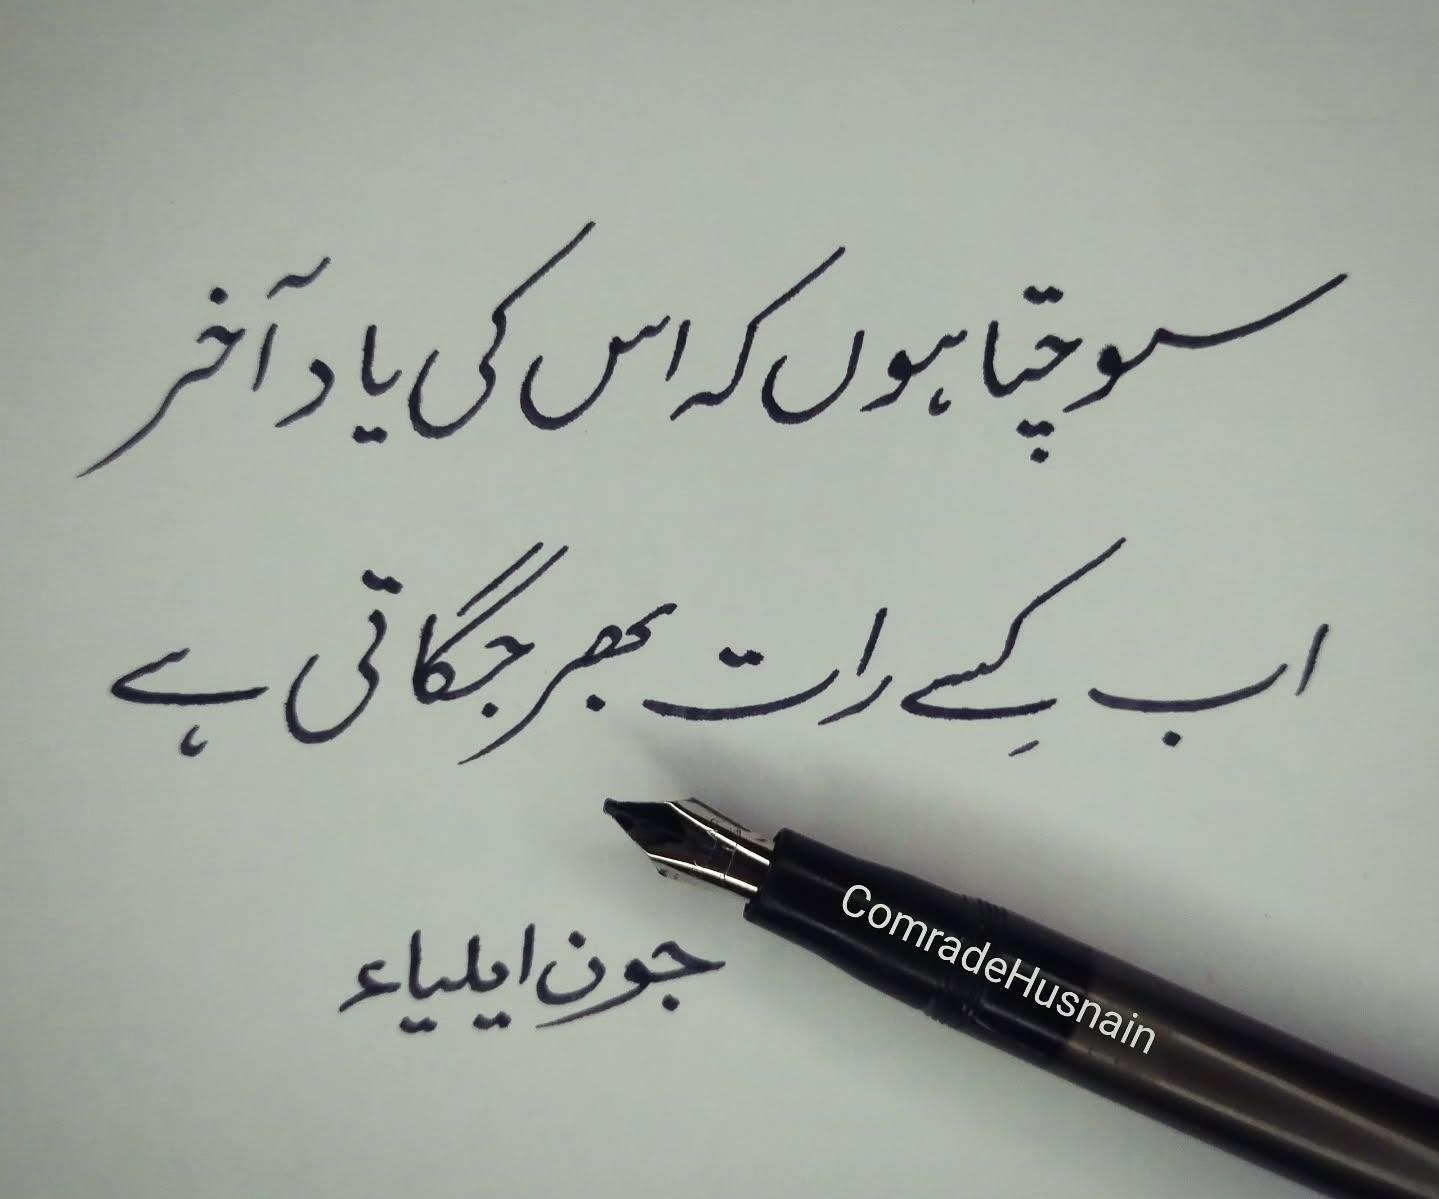 سوچتا ہوں کہ اس کی یاد آخر
اب کِسے رات بھر جگاتی ہے
جون ایلیاء
ComradeHusnain